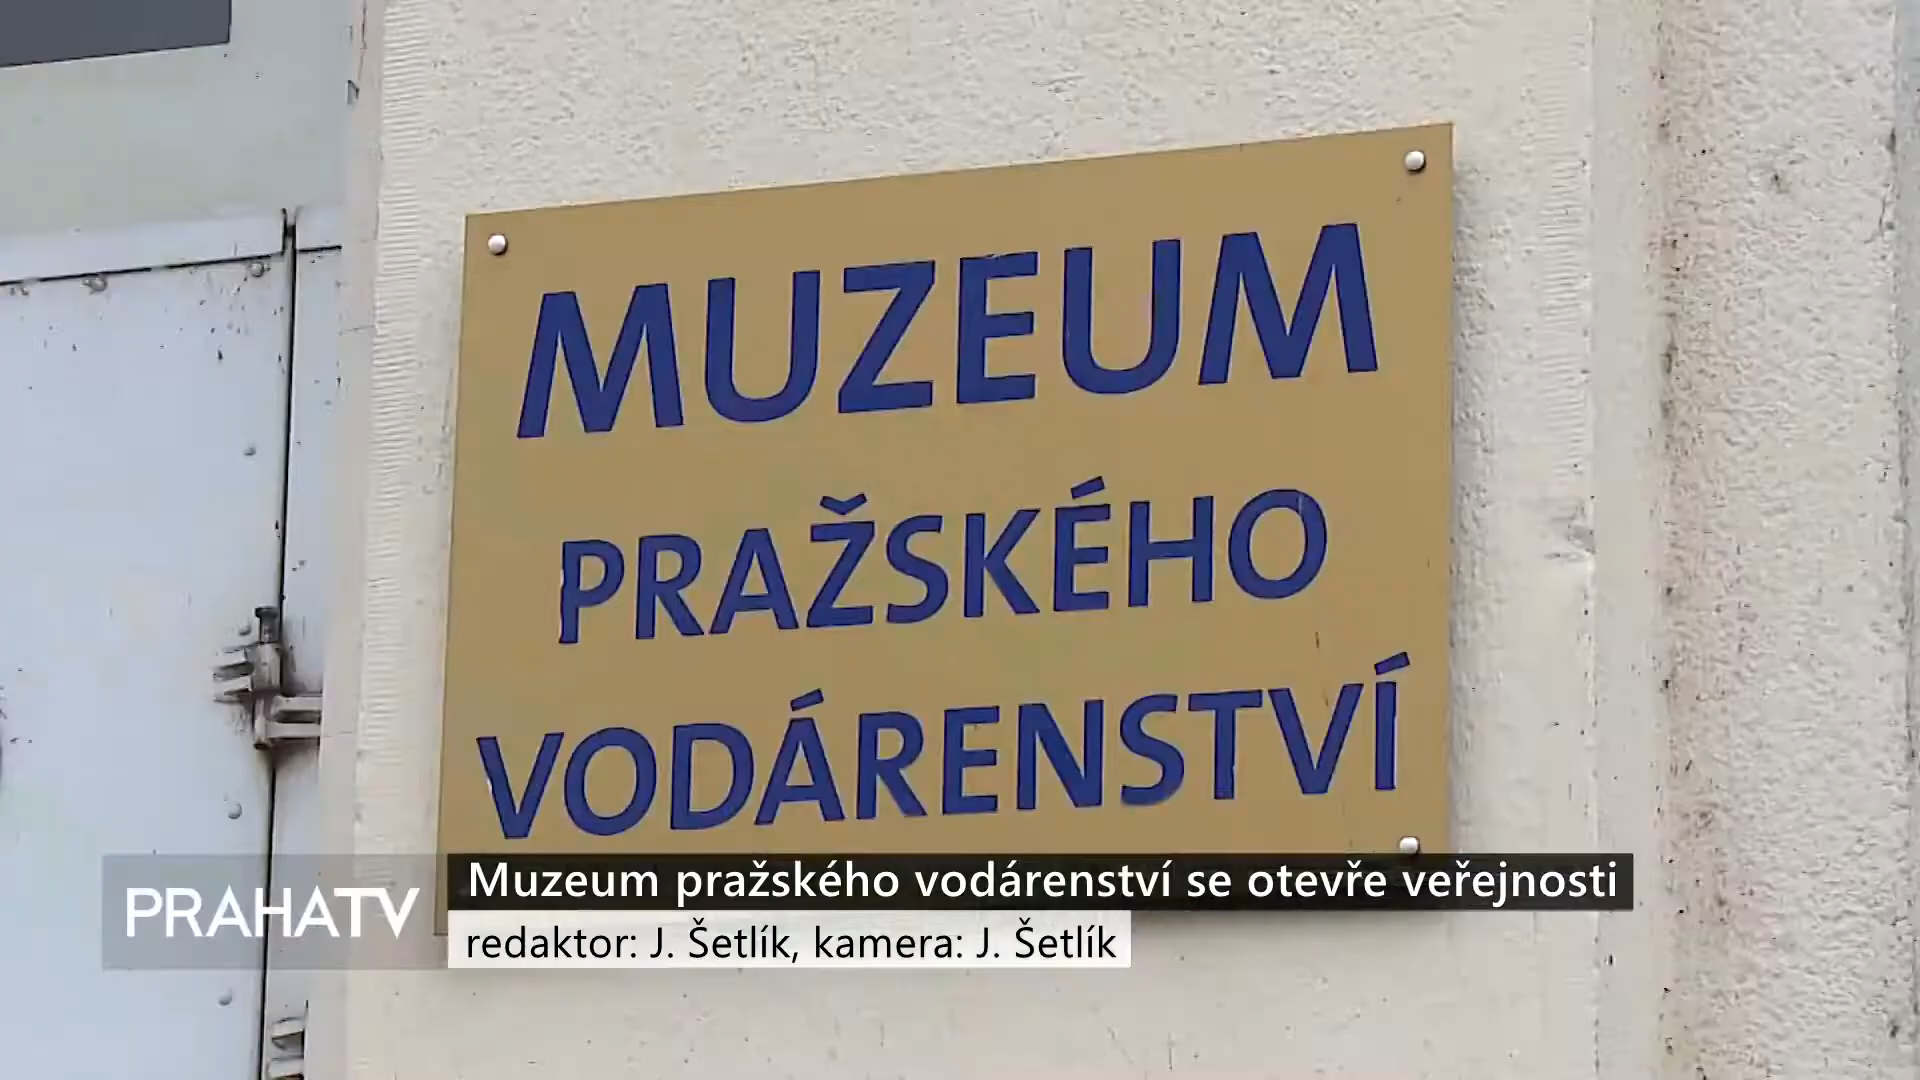 MUZEUM
PRAŽSKÉHO
VODÁRENSTVÍ
PRAHATV
Muzeum pražského vodárenství se otevře veřejnosti
redaktor: J. Šetlík, kamera: J. Šetlík